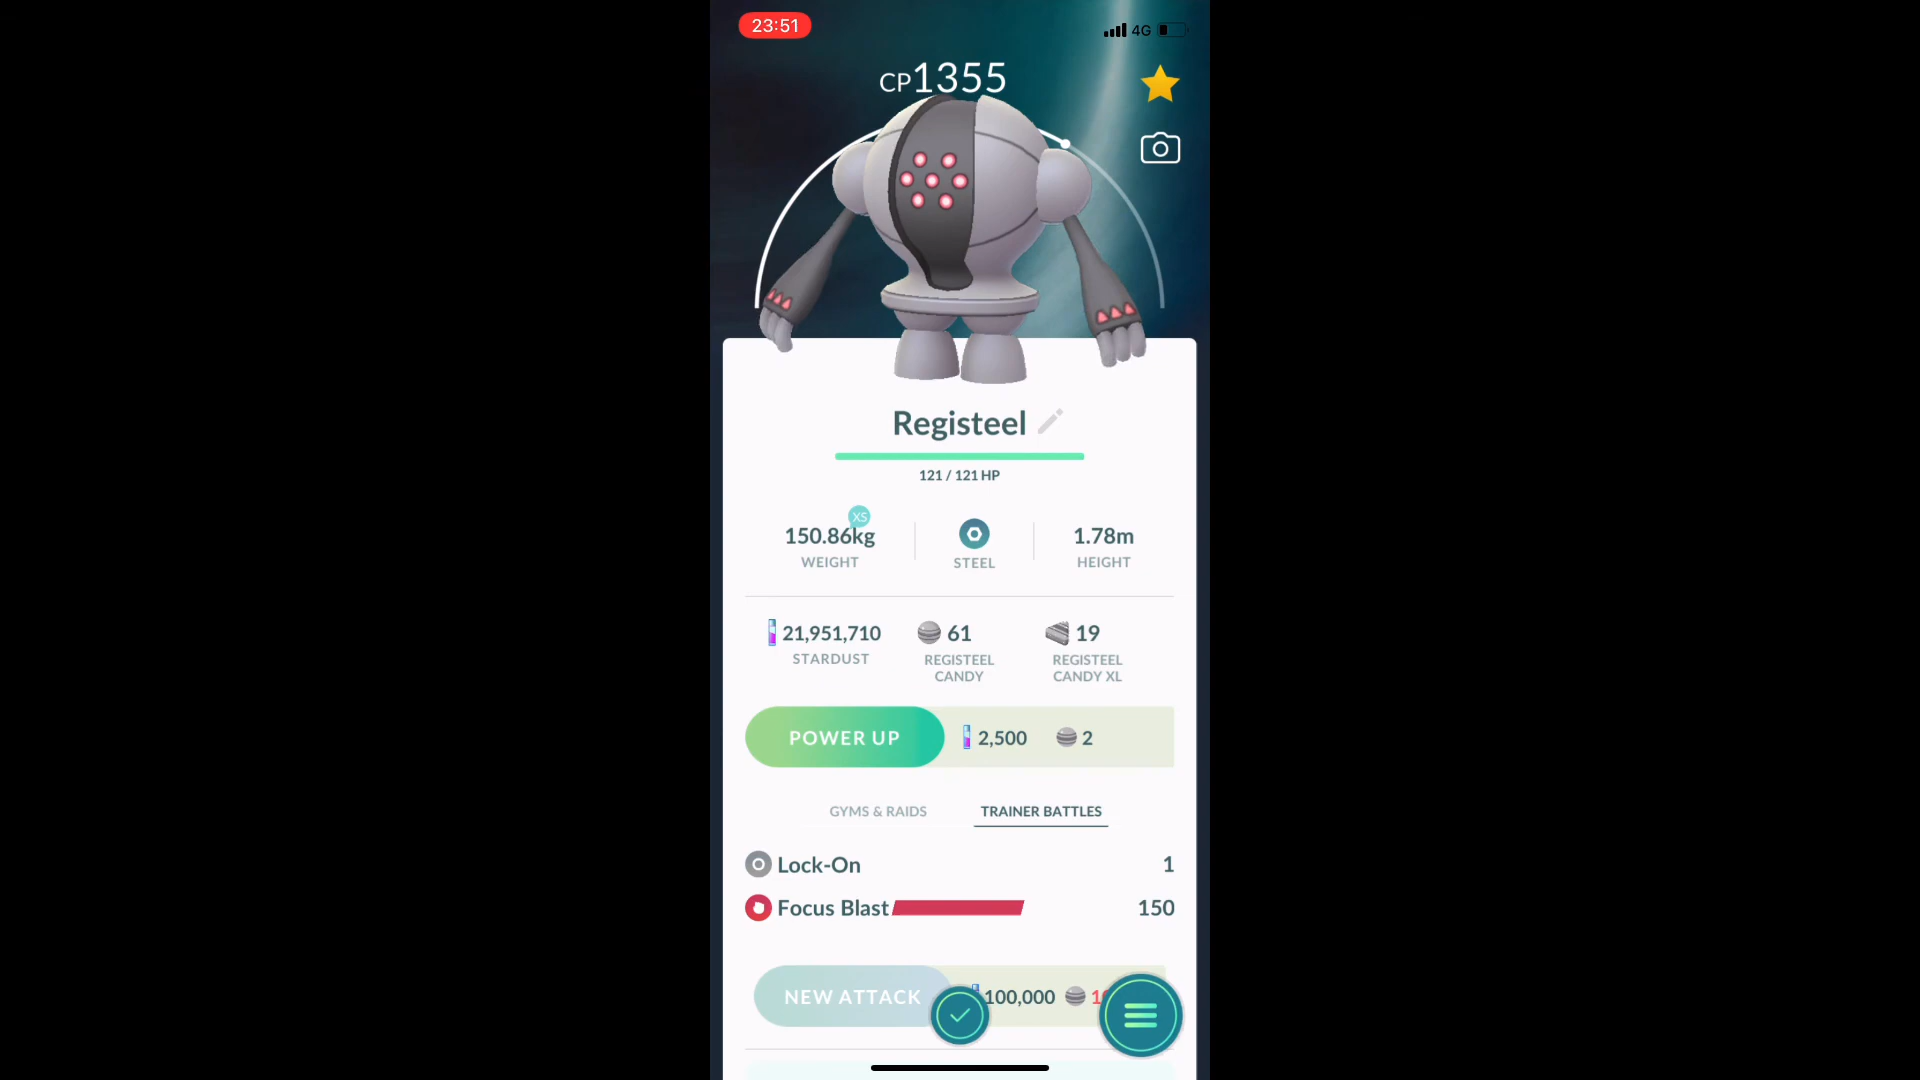 23:51
4G
CP1355
Registeel
121 / 121 HP
XS
150.86kg
WEIGHT
STEEL
1.78m
HEIGHT
21,951,710
STARDUST
61
REGISTEEL
CANDY
19
REGISTEEL
CANDY XL
POWER UP
2,500
2
GYMS & RAIDS
TRAINER BATTLES
Lock-On
1
Focus Blast
150
NEW ATTACK
100,000